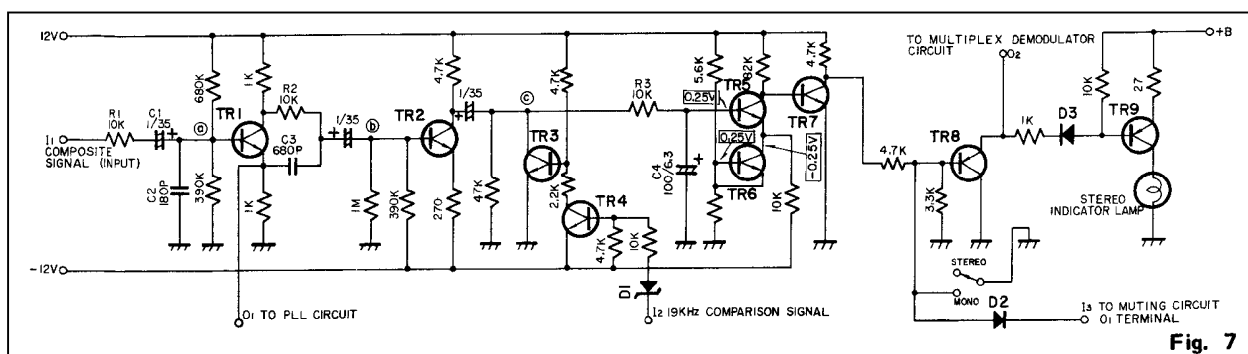 12V
680K
1K
R2
10K
R1
10K
C1
1/35
+
ⓐ
TR1
I1
COMPOSITE
SIGNAL (INPUT)
C2
180P
390K
C3
680P
1K
1/35
+
ⓑ
1M
390K
TR2
4.7K
270
1/35
+
ⓒ
47K
TR3
4.7K
2.2K
TR4
4.7K
10K
D1
R3
10K
C4
100/6.3
+
5.6K
0.25V
TR5
82K
0.25V
TR6
-0.25V
10K
TR7
4.7K
-12V
O1 TO PLL CIRCUIT
I2 19KHz COMPARISON SIGNAL
TO MULTIPLEX DEMODULATOR
CIRCUIT
O2
4.7K
3.3K
TR8
1K
D3
10K
27
TR9
+B
STEREO
INDICATOR LAMP
STEREO
MONO
D2
I3 TO MUTING CIRCUIT
O1 TERMINAL
Fig. 7